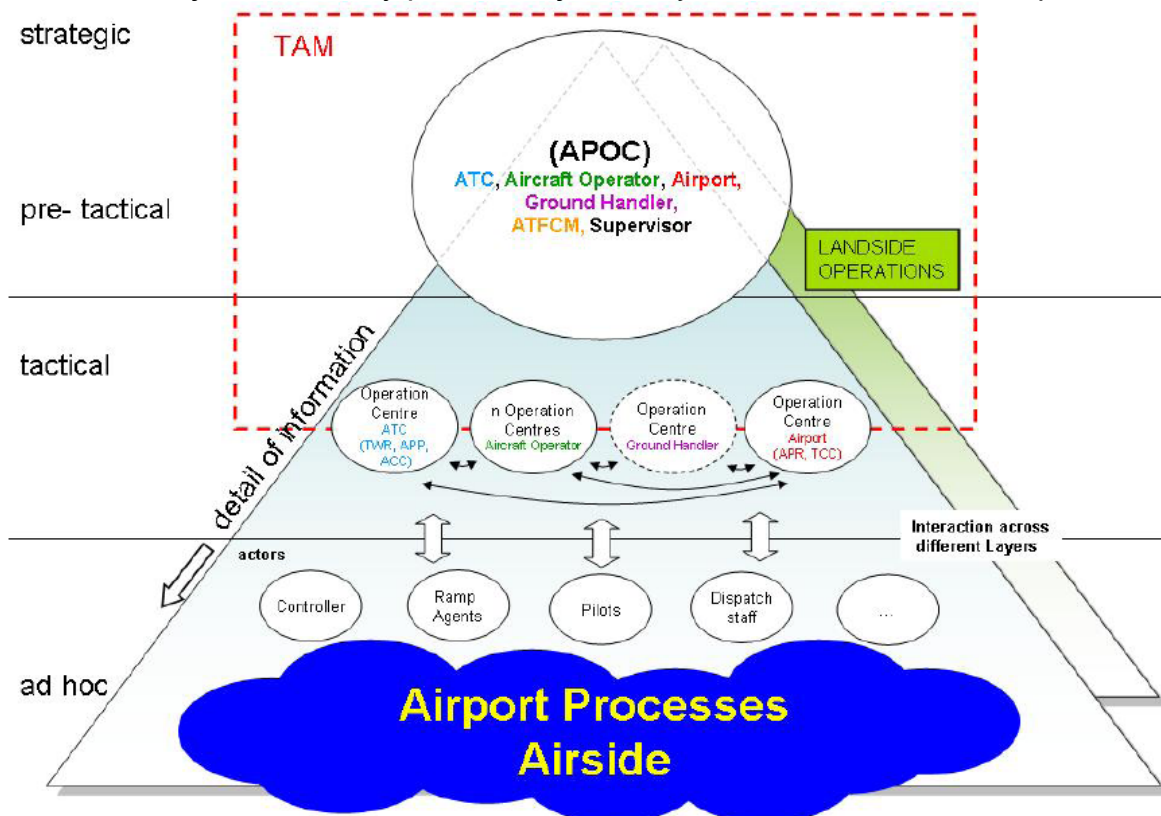 strategic
TAM
(APOC)
ATC, Aircraft Operator, Airport,
Ground Handler,
ATFCM, Supervisor
pre- tactical
LANDSIDE
OPERATIONS
tactical
detail of information
Operation
Centre
ATC
(TWR, APP,
ACC)
n Operation
Centres
Aircraft Operator
Operation
Centre
Ground Handler
Operation
Centre
Airport
(APR, TCC)
Interaction across
different Layers
actors
Controller
Ramp
Agents
Pilots
Dispatch
staff
...
ad hoc
Airport Processes
Airside